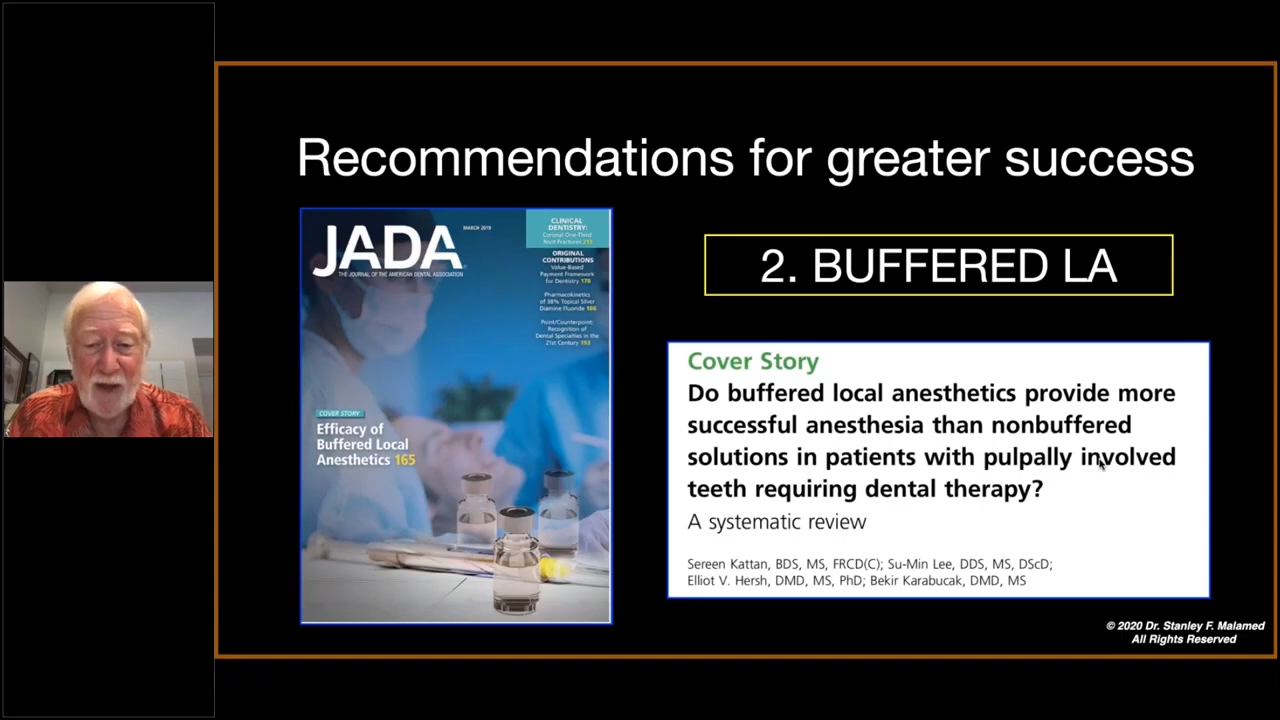 Recommendations for greater success
JADA
MARCH 2019
THE JOURNAL OF THE AMERICAN DENTAL ASSOCIATION
CLINICAL
DENTISTRY:
Coronal One-Third
Root Fractures 211
ORIGINAL
CONTRIBUTIONS
Value-Based
Payment Framework
for Dentistry 178
Pharmacokinetics
of 38% Topical Silver
Diamine Fluoride 186
Point/Counterpoint:
Recognition of
Dental Specialties in the
21st Century 193
COVER STORY
Efficacy of
Buffered Local
Anesthetics 165
2. BUFFERED LA
Cover Story
Do buffered local anesthetics provide more
successful anesthesia than nonbuffered
solutions in patients with pulpally involved
teeth requiring dental therapy?
A systematic review
Sereen Kattan, BDS, MS, FRCD(C); Su-Min Lee, DDS, MS, DScD;
Elliot V. Hersh, DMD, MS, PhD; Bekir Karabucak, DMD, MS
© 2020 Dr. Stanley F. Malamed
All Rights Reserved